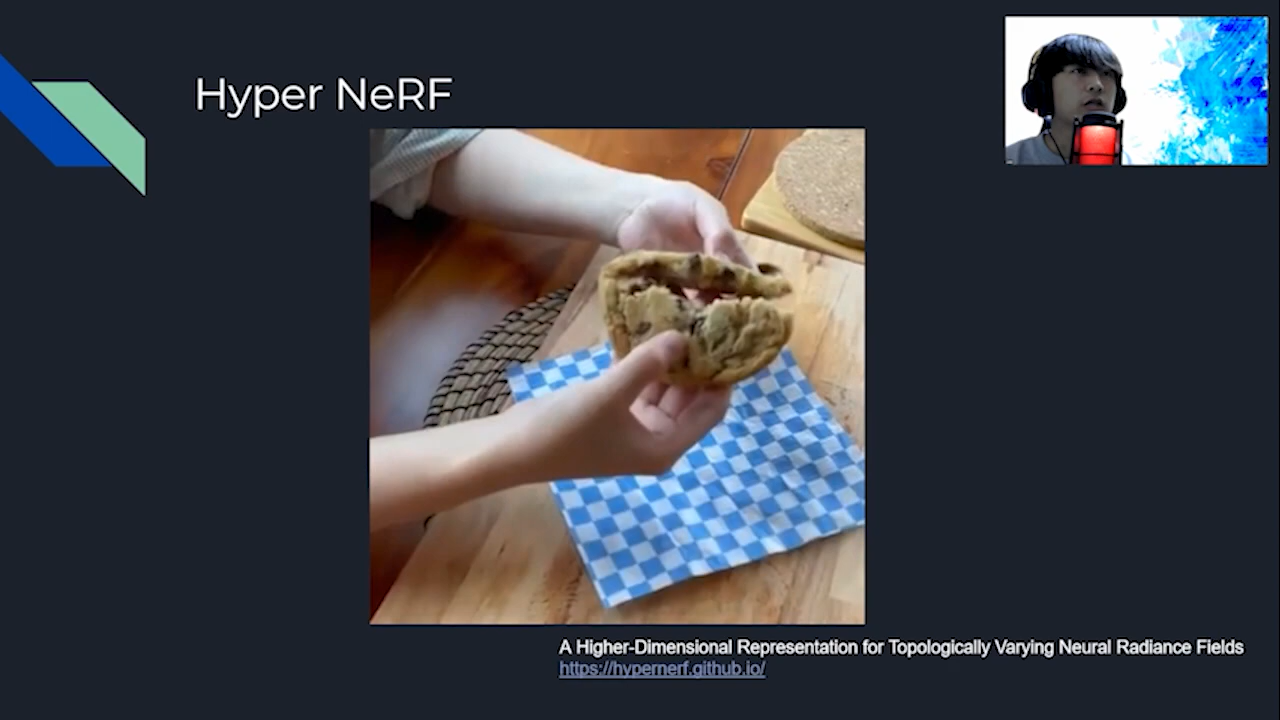 Hyper NeRF
A Higher-Dimensional Representation for Topologically Varying Neural Radiance Fields
https://hypernerf.github.io/